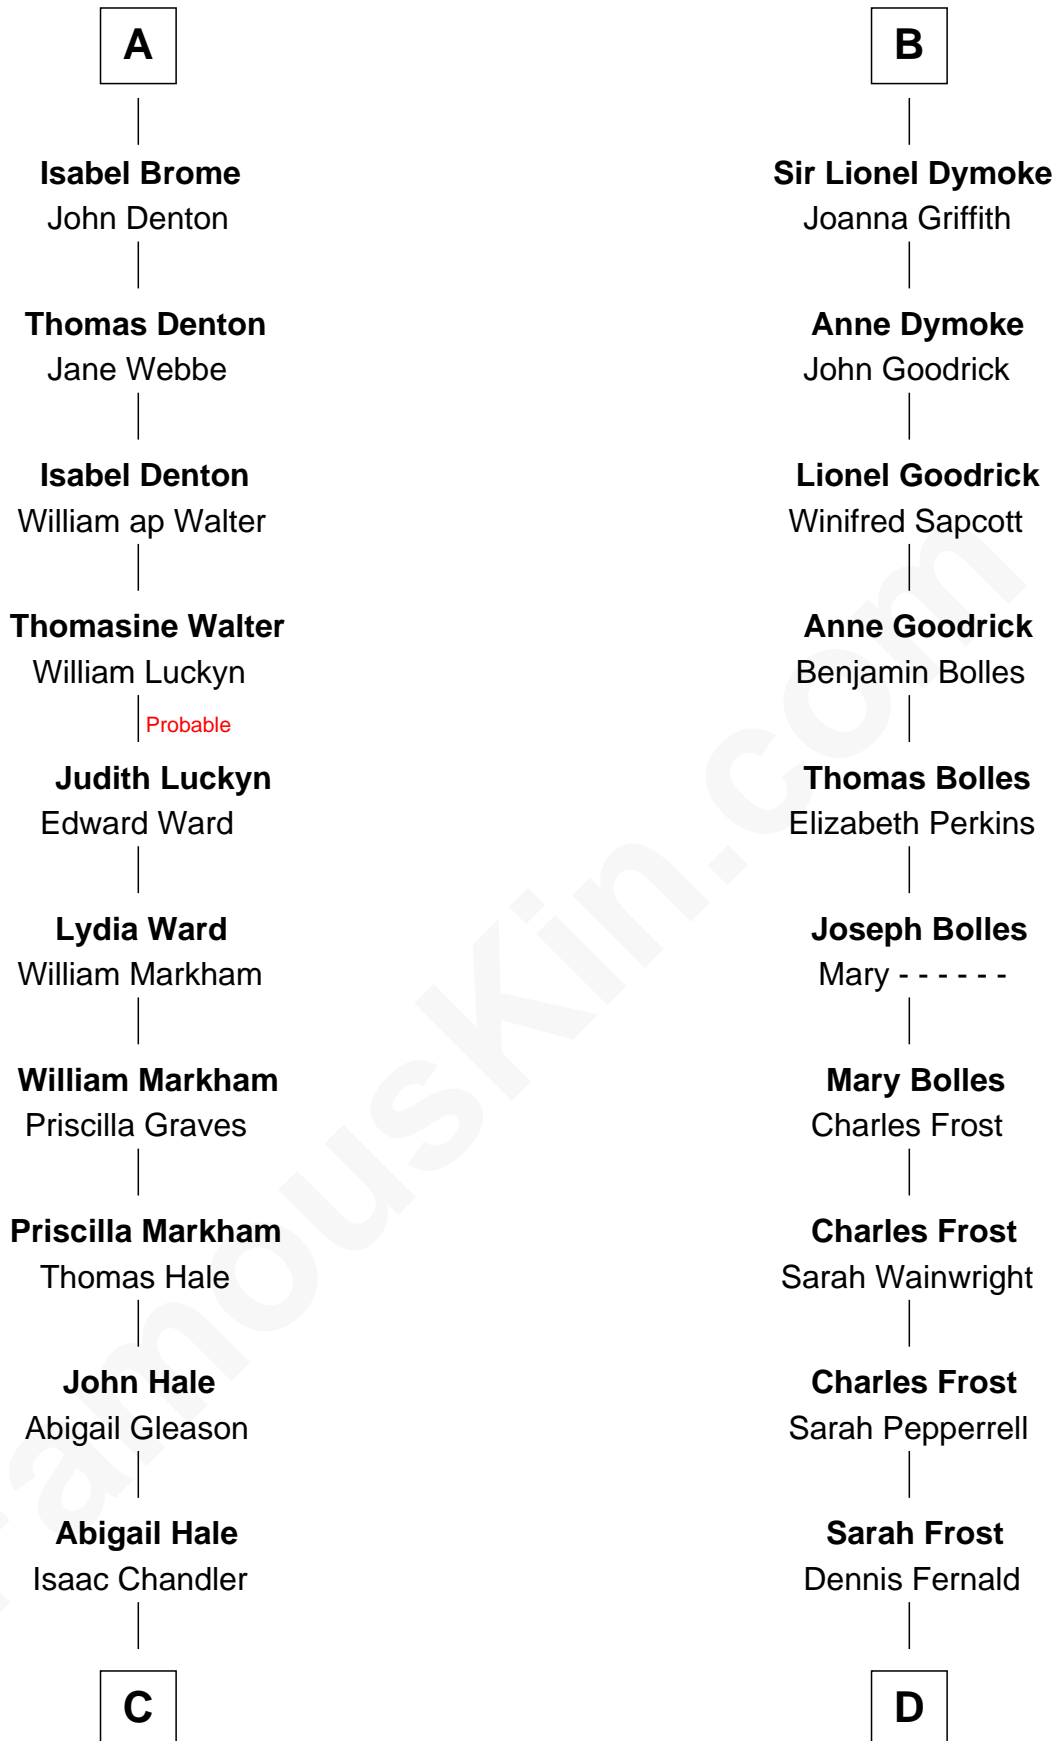 A
Isabel Brome
John Denton
Thomas Denton
Jane Webbe
Isabel Denton
William ap Walter
Thomasine Walter
William Luckyn
Probable
Judith Luckyn
Edward Ward
Lydia Ward
William Markham
William Markham
Priscilla Graves
Priscilla Markham
Thomas Hale
John Hale
Abigail Gleason
Abigail Hale
Isaac Chandler
C
B
Sir Lionel Dymoke
Joanna Griffith
Anne Dymoke
John Goodrick
Lionel Goodrick
Winifred Sapcott
Anne Goodrick
Benjamin Bolles
Thomas Bolles
Elizabeth Perkins
Joseph Bolles
Mary - - - - - -
Mary Bolles
Charles Frost
Charles Frost
Sarah Wainwright
Charles Frost
Sarah Pepperrell
Sarah Frost
Dennis Fernald
D
FamousKin.com